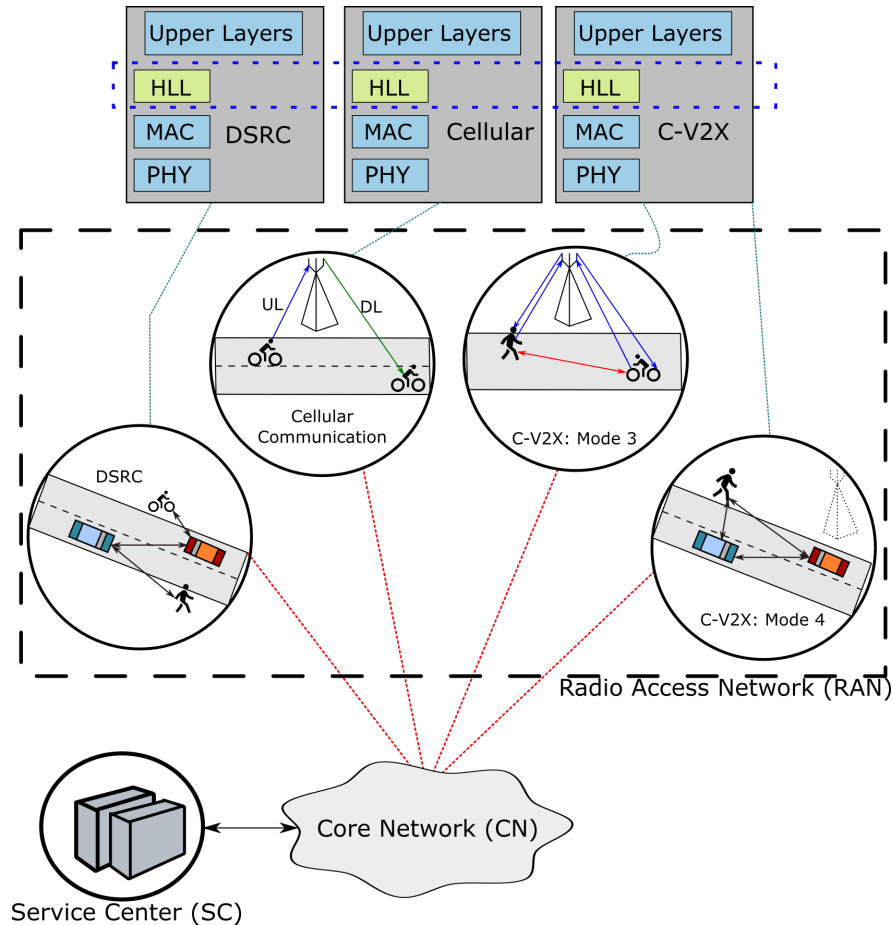 Upper Layers
HLL
MAC
PHY
DSRC
Upper Layers
HLL
MAC
PHY
Cellular
Upper Layers
HLL
MAC
PHY
C-V2X
UL
DL
Cellular
Communication
C-V2X: Mode 3
DSRC
C-V2X: Mode 4
Radio Access Network (RAN)
Core Network (CN)
Service Center (SC)